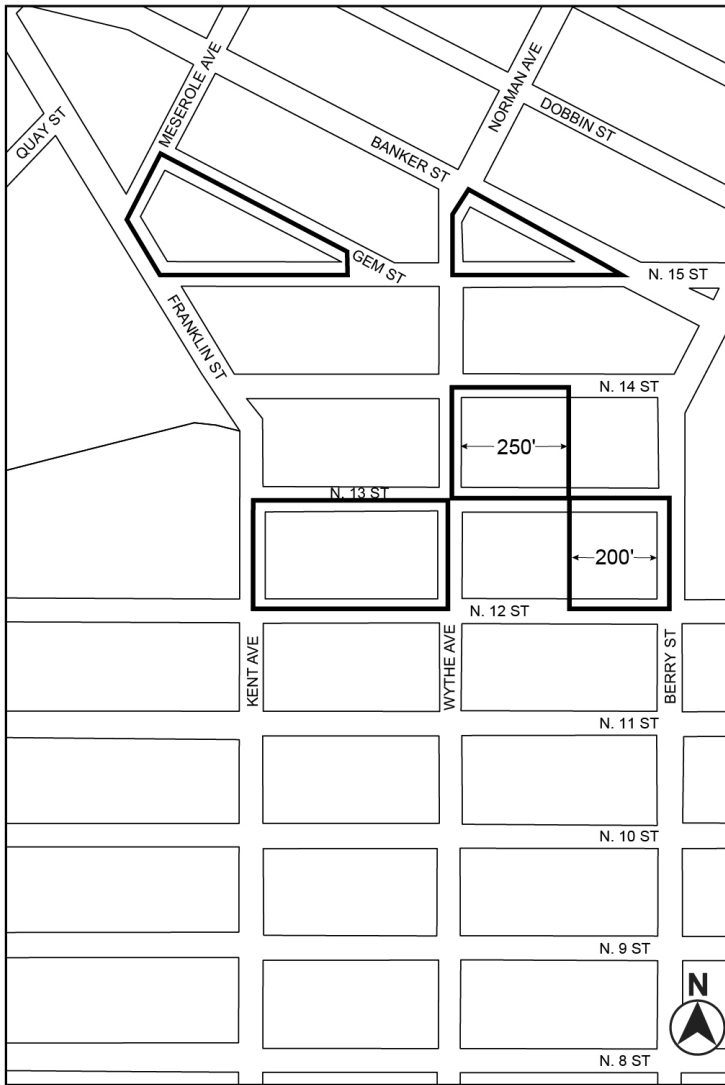 MESEROLE AVE
NORMAN AVE
QUAY ST
DOBBIN ST
BANKER ST
GEM ST
N. 15 ST
FRANKLIN ST
N. 14 ST
250'
N. 13 ST
200'
N. 12 ST
KENT AVE
WYTHE AVE
BERRY ST
N. 11 ST
N. 10 ST
N. 9 ST
N
N. 8 ST